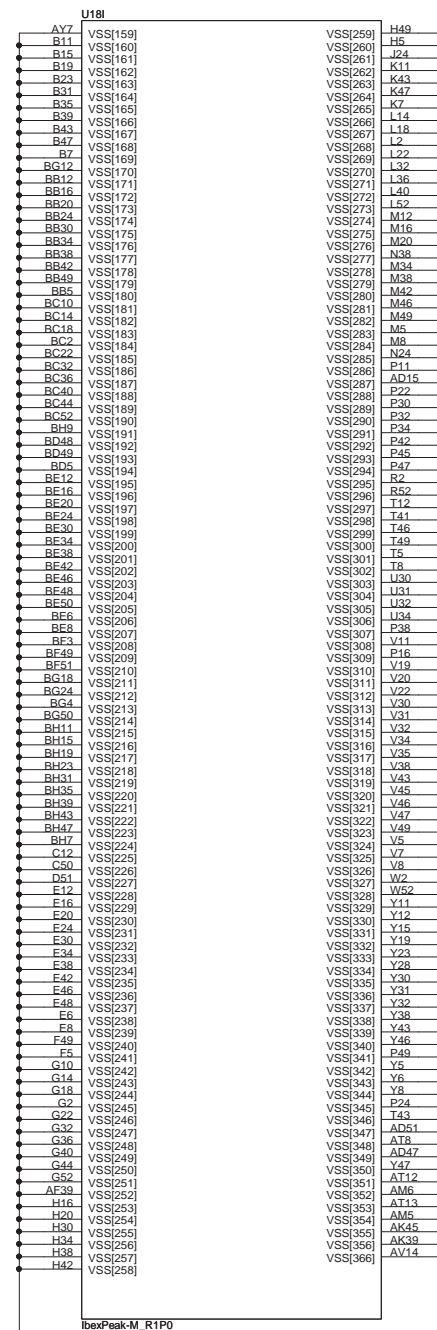 U18I
AY7 VSS[159] VSS[259] H49
B11 VSS[160] VSS[260] H5
B15 VSS[161] VSS[261] J24
B19 VSS[162] VSS[262] K11
B23 VSS[163] VSS[263] K43
B31 VSS[164] VSS[264] K47
B35 VSS[165] VSS[265] K7
B39 VSS[166] VSS[266] L14
B43 VSS[167] VSS[267] L18
B47 VSS[168] VSS[268] L2
B7 VSS[169] VSS[269] L22
BG12 VSS[170] VSS[270] L32
BB12 VSS[171] VSS[271] L36
BB16 VSS[172] VSS[272] L40
BB20 VSS[173] VSS[273] L52
BB24 VSS[174] VSS[274] M12
BB30 VSS[175] VSS[275] M16
BB34 VSS[176] VSS[276] M20
BB38 VSS[177] VSS[277] N38
BB42 VSS[178] VSS[278] M34
BB49 VSS[179] VSS[279] M38
BB5 VSS[180] VSS[280] M42
BC10 VSS[181] VSS[281] M46
BC14 VSS[182] VSS[282] M49
BC18 VSS[183] VSS[283] M5
BC2 VSS[184] VSS[284] M8
BC22 VSS[185] VSS[285] N24
BC32 VSS[186] VSS[286] P11
BC36 VSS[187] VSS[287] AD15
BC40 VSS[188] VSS[288] P22
BC44 VSS[189] VSS[289] P30
BC52 VSS[190] VSS[290] P32
BH9 VSS[191] VSS[291] P34
BD48 VSS[192] VSS[292] P42
BD49 VSS[193] VSS[293] P45
BD5 VSS[194] VSS[294] P47
BE12 VSS[195] VSS[295] R2
BE16 VSS[196] VSS[296] R52
BE20 VSS[197] VSS[297] T12
BE24 VSS[198] VSS[298] T41
BE30 VSS[199] VSS[299] T46
BE34 VSS[200] VSS[300] T49
BE38 VSS[201] VSS[301] T5
BE42 VSS[202] VSS[302] T8
BE46 VSS[203] VSS[303] U30
BE48 VSS[204] VSS[304] U31
BE50 VSS[205] VSS[305] U32
BE6 VSS[206] VSS[306] U34
BE8 VSS[207] VSS[307] P38
BF3 VSS[208] VSS[308] V11
BF49 VSS[209] VSS[309] P16
BF51 VSS[210] VSS[310] V19
BG18 VSS[211] VSS[311] V20
BG24 VSS[212] VSS[312] V22
BG4 VSS[213] VSS[313] V30
BG50 VSS[214] VSS[314] V31
BH11 VSS[215] VSS[315] V32
BH15 VSS[216] VSS[316] V34
BH19 VSS[217] VSS[317] V35
BH23 VSS[218] VSS[318] V38
BH31 VSS[219] VSS[319] V43
BH35 VSS[220] VSS[320] V45
BH39 VSS[221] VSS[321] V46
BH43 VSS[222] VSS[322] V47
BH47 VSS[223] VSS[323] V49
BH7 VSS[224] VSS[324] V5
C12 VSS[225] VSS[325] V7
C50 VSS[226] VSS[326] V8
D51 VSS[227] VSS[327] W2
E12 VSS[228] VSS[328] W52
E16 VSS[229] VSS[329] Y11
E20 VSS[230] VSS[330] Y12
E24 VSS[231] VSS[331] Y15
E30 VSS[232] VSS[332] Y19
E34 VSS[233] VSS[333] Y23
E38 VSS[234] VSS[334] Y28
E42 VSS[235] VSS[335] Y30
E46 VSS[236] VSS[336] Y31
E48 VSS[237] VSS[337] Y32
E6 VSS[238] VSS[338] Y38
E8 VSS[239] VSS[339] Y43
F49 VSS[240] VSS[340] Y46
F5 VSS[241] VSS[341] P49
G10 VSS[242] VSS[342] Y5
G14 VSS[243] VSS[343] Y6
G18 VSS[244] VSS[344] Y8
G2 VSS[245] VSS[345] P24
G22 VSS[246] VSS[346] T43
G32 VSS[247] VSS[347] AD51
G36 VSS[248] VSS[348] AT8
G40 VSS[249] VSS[349] AD47
G44 VSS[250] VSS[350] Y47
G52 VSS[251] VSS[351] AT12
AF39 VSS[252] VSS[352] AM6
H16 VSS[253] VSS[353] AT13
H20 VSS[254] VSS[354] AM5
H30 VSS[255] VSS[355] AK45
H34 VSS[256] VSS[356] AK39
H38 VSS[257] VSS[366] AV14
H42 VSS[258]
IbexPeak-M_R1P0